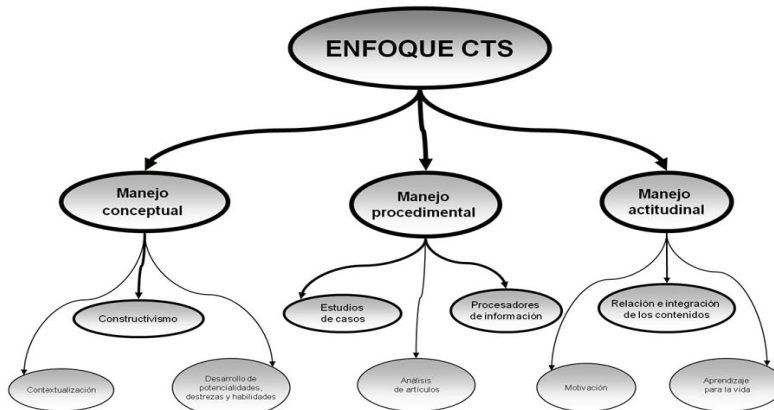 ENFOQUE CTS
Manejo
conceptual
Manejo
procedimental
Manejo
actitudinal
Constructivismo
Estudios
de casos
Procesadores
de información
Relación e integración
de los contenidos
Contextualización
Desarrollo de
potencialidades,
destrezas y habilidades
Análisis
de artículos
Motivación
Aprendizaje
para la vida